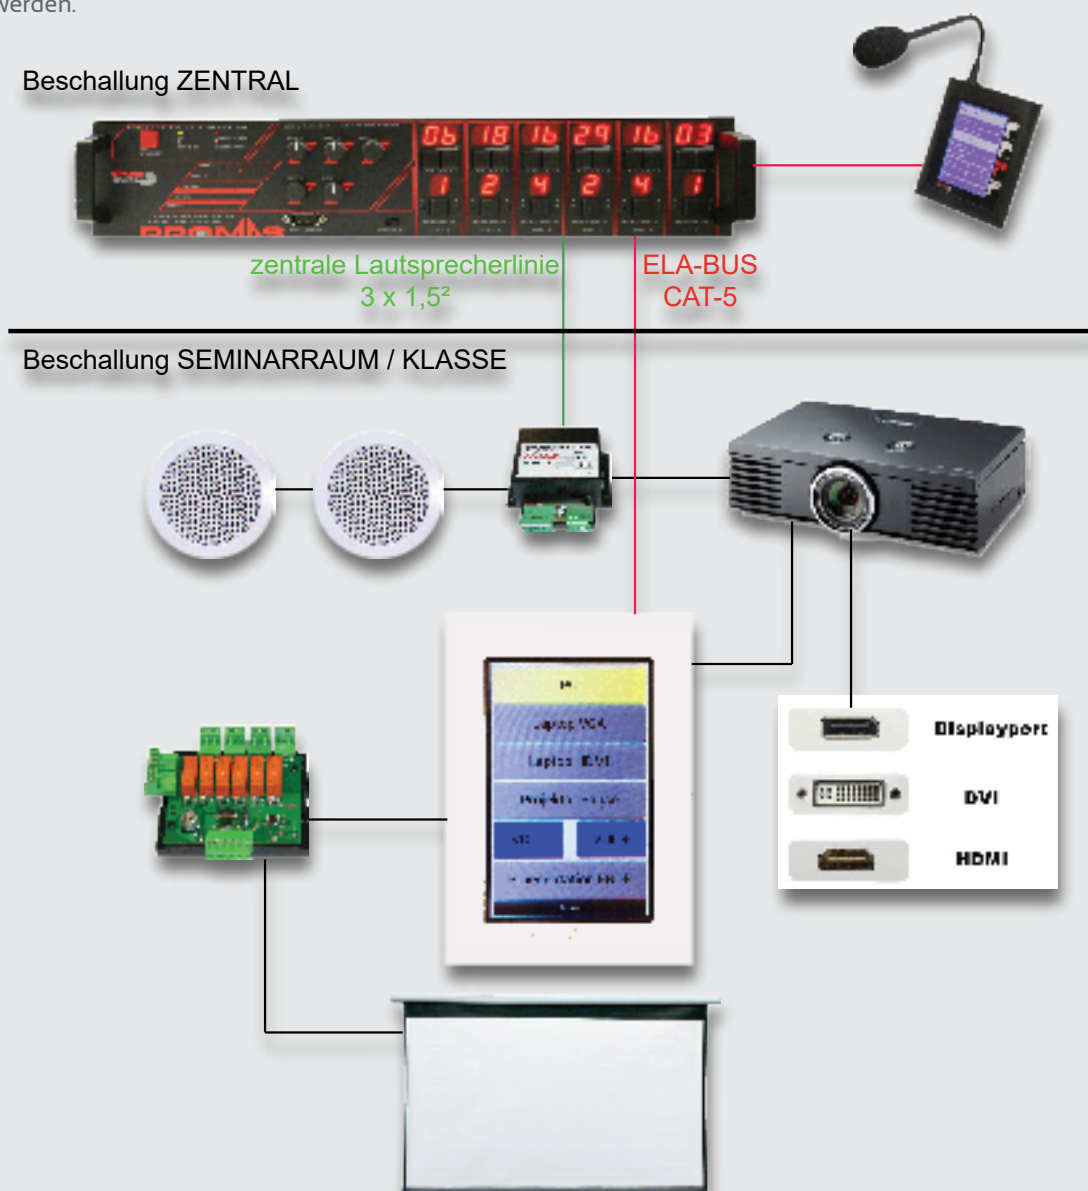 werden.
Beschallung ZENTRAL
06 18 16 29 16 03
1 2 4 2 4 1
PROMAS
zentrale Lautsprecherlinie
3 x 1,5²
ELA-BUS
CAT-5
Beschallung SEMINARRAUM / KLASSE
Laptop VGA
Laptop
Displayport
DVI
HDMI